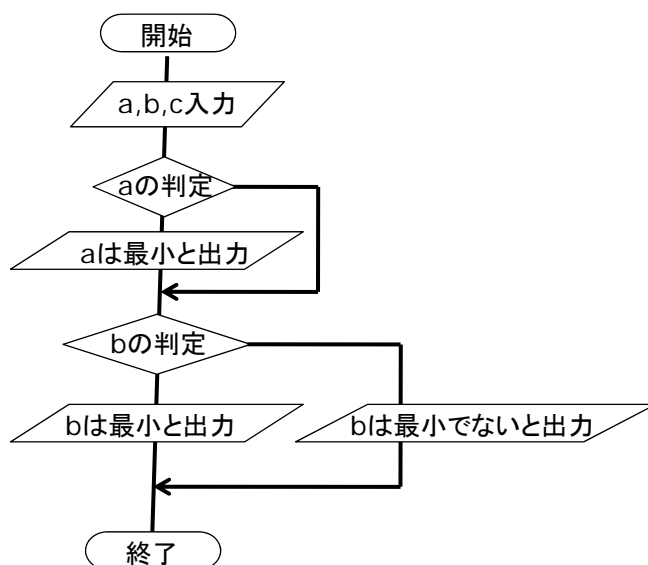 開始
a,b,c入力
aの判定
aは最小と出力
bの判定
bは最小と出力
bは最小でないと出力
終了